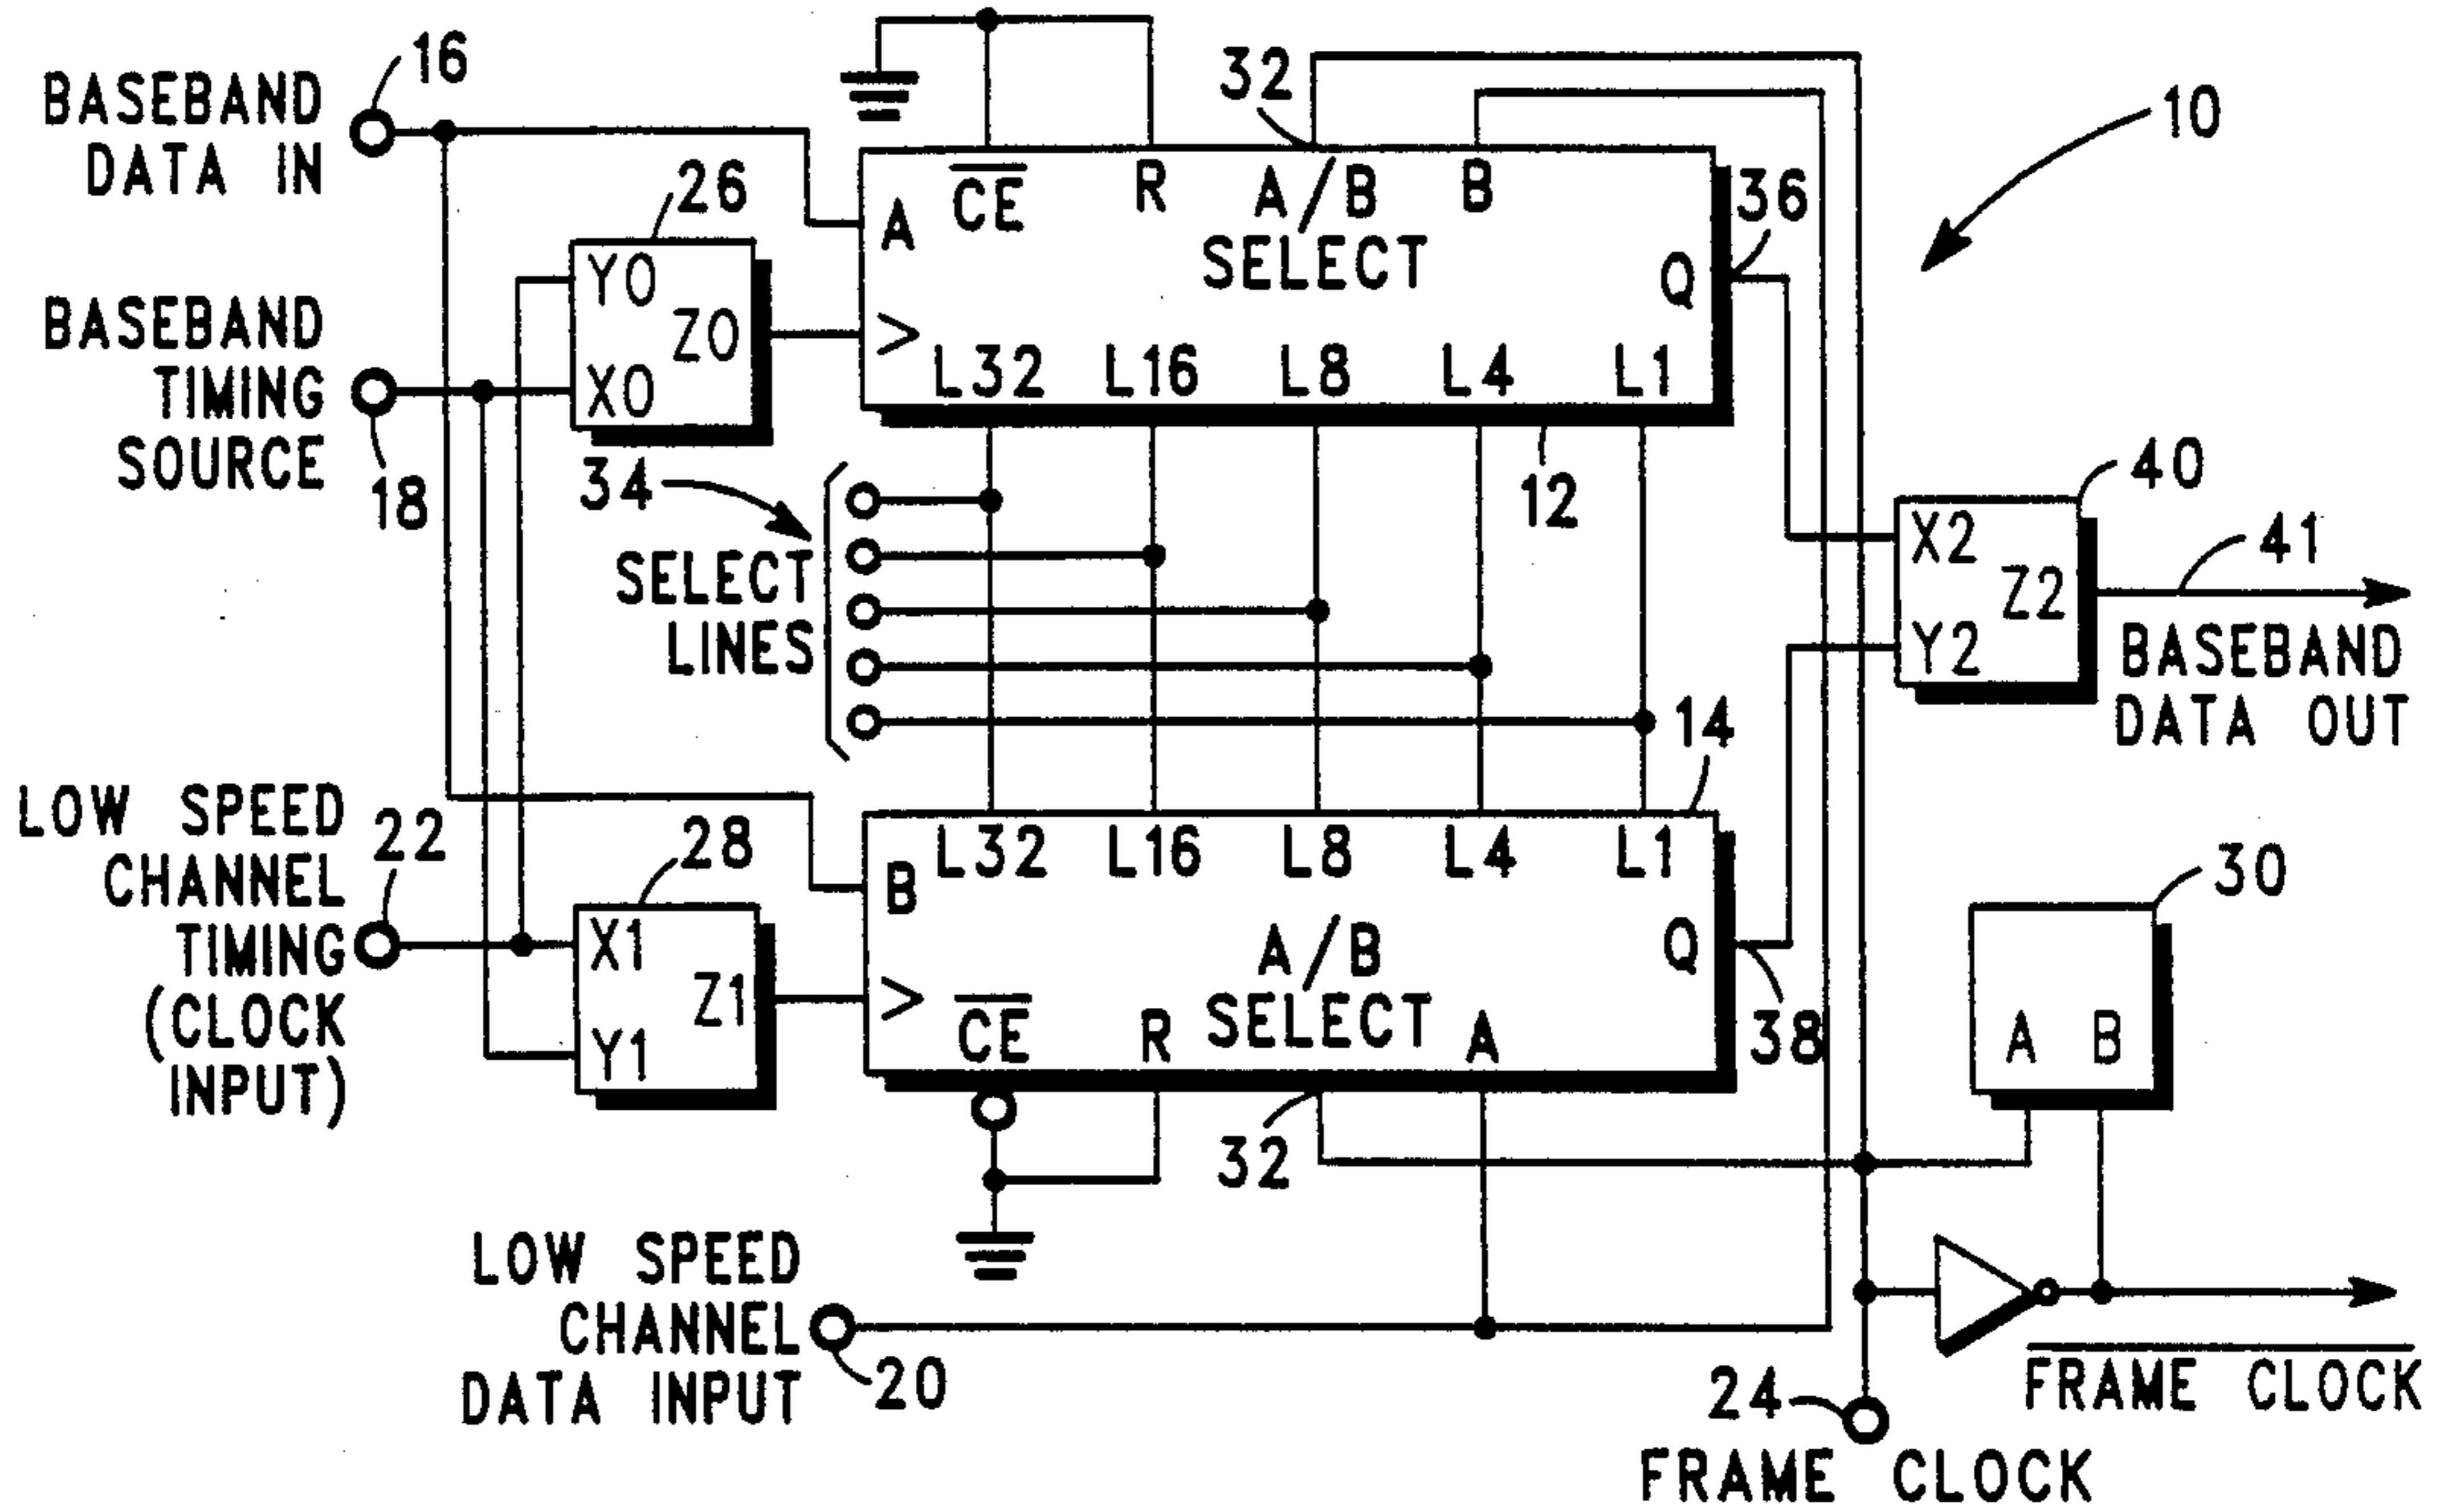 BASEBAND
DATA IN
16
BASEBAND
TIMING
SOURCE
18
26
Y0
Z0
X0
32
A
CE
R
A/B
SELECT
B
Q
>
L32 L16 L8 L4 L1
36
10
34
SELECT
LINES
12
40
X2
Z2
Y2
41
BASEBAND
DATA OUT
14
LOW SPEED
CHANNEL
TIMING
(CLOCK
INPUT)
22
28
X1
Z1
Y1
L32 L16 L8 L4 L1
B
A/B
SELECT
Q
>
CE
R
A
38
32
30
A B
LOW SPEED
CHANNEL
DATA INPUT
20
24
FRAME CLOCK
FRAME CLOCK